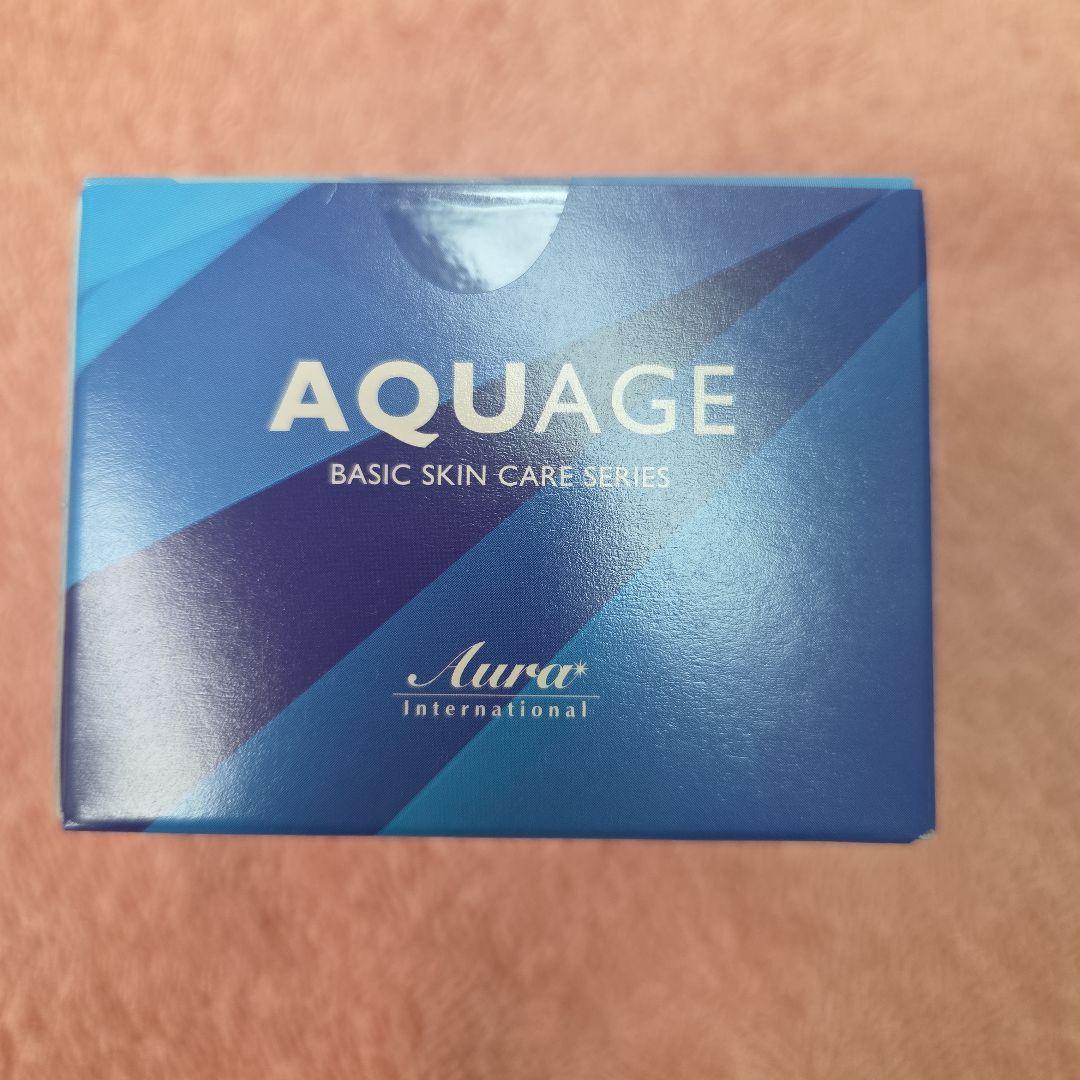 AQUAGE
BASIC SKIN CARE SERIES
Aura
International